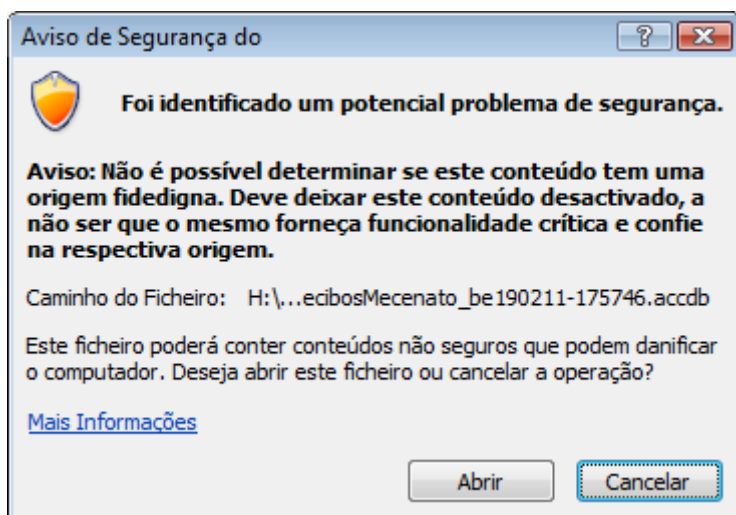 Aviso de Segurança do
Foi identificado um potencial problema de segurança.
Aviso: Não é possível determinar se este conteúdo tem uma
origem fidedigna. Deve deixar este conteúdo desactivado, a
não ser que o mesmo forneça funcionalidade crítica e confie
na respectiva origem.
Caminho do Ficheiro: H:\...ecibosMecenato_be190211-175746.accdb
Este ficheiro poderá conter conteúdos não seguros que podem danificar
o computador. Deseja abrir este ficheiro ou cancelar a operação?
Mais Informações
Abrir Cancelar